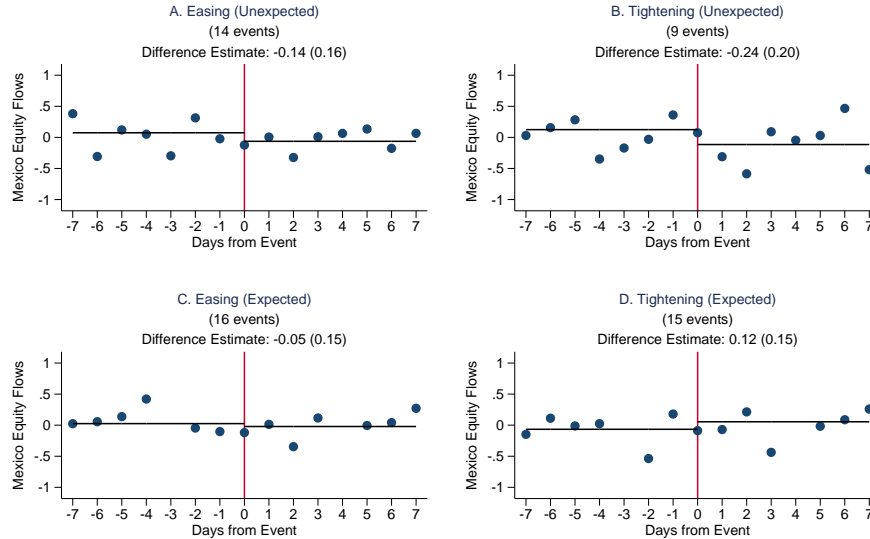 A. Easing (Unexpected)
(14 events)
Difference Estimate: -0.14 (0.16)
Mexico Equity Flows
1
.5
0
-.5
-1
-7 -6 -5 -4 -3 -2 -1 0 1 2 3 4 5 6 7
Days from Event
B. Tightening (Unexpected)
(9 events)
Difference Estimate: -0.24 (0.20)
Mexico Equity Flows
1
.5
0
-.5
-1
-7 -6 -5 -4 -3 -2 -1 0 1 2 3 4 5 6 7
Days from Event
C. Easing (Expected)
(16 events)
Difference Estimate: -0.05 (0.15)
Mexico Equity Flows
1
.5
0
-.5
-1
-7 -6 -5 -4 -3 -2 -1 0 1 2 3 4 5 6 7
Days from Event
D. Tightening (Expected)
(15 events)
Difference Estimate: 0.12 (0.15)
Mexico Equity Flows
1
.5
0
-.5
-1
-7 -6 -5 -4 -3 -2 -1 0 1 2 3 4 5 6 7
Days from Event